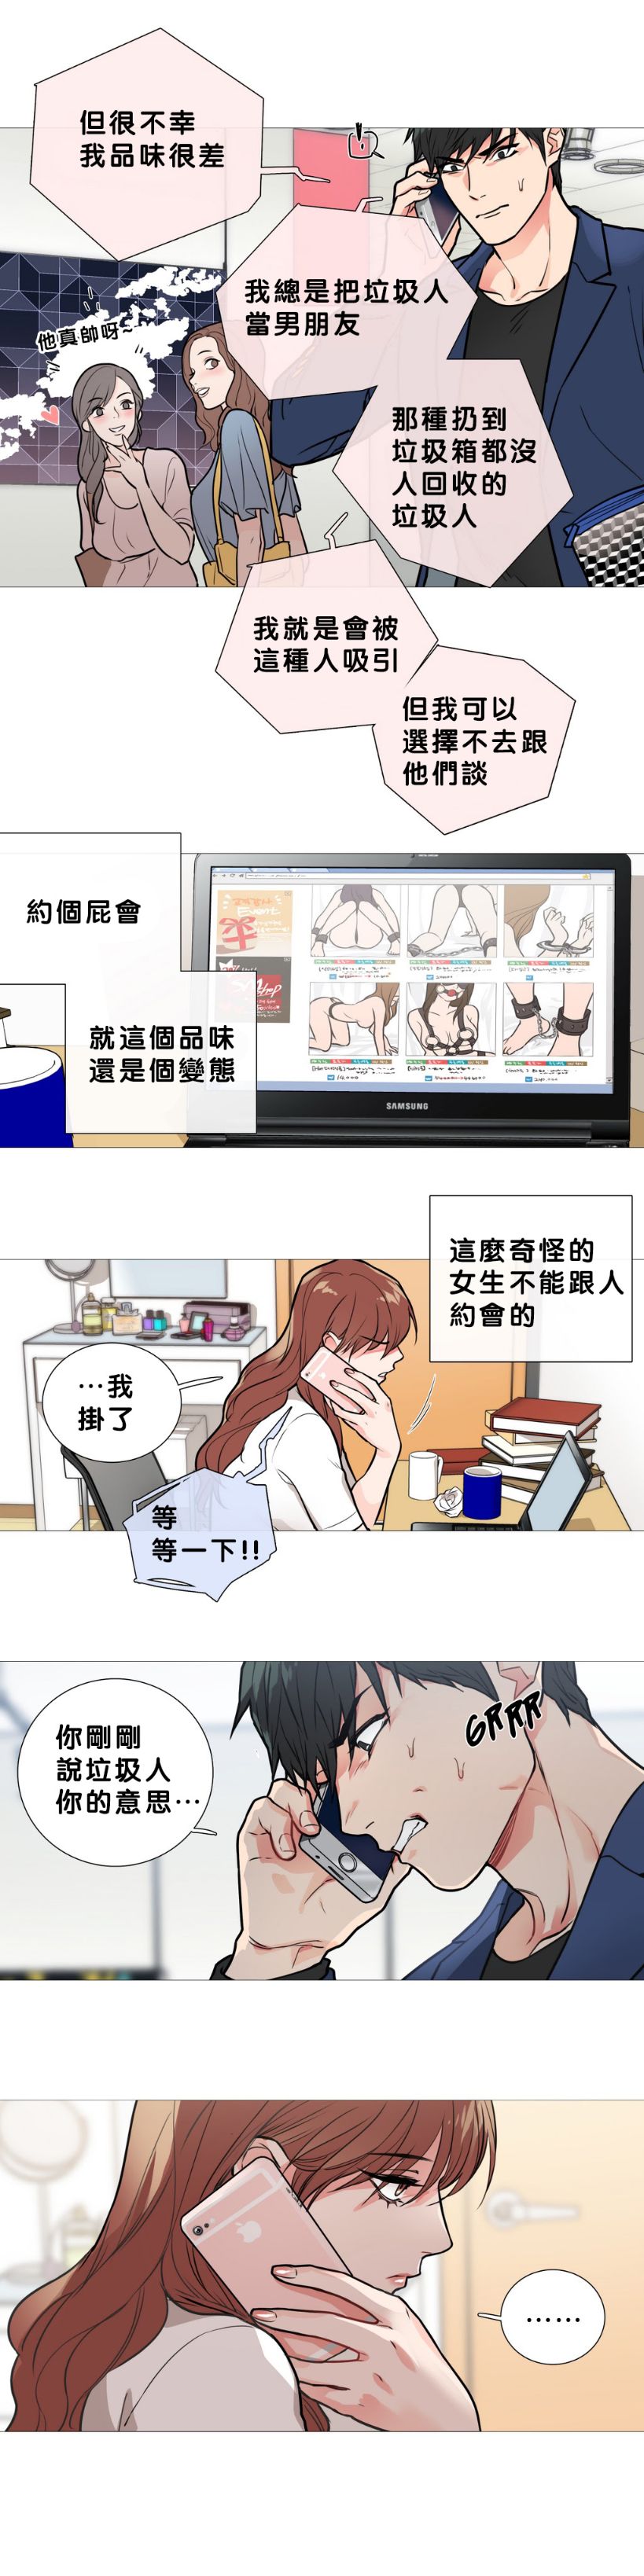 但很不幸
我品味很差
我總是把垃圾人
當男朋友
他真帥呀~
那種扔到
垃圾箱都沒
人回收的
垃圾人
我就是會被
這種人吸引
但我可以
選擇不去跟
他們談
約個屁會
Event
就這個品味
還是個變態
SAMSUNG
這麼奇怪的
女生不能跟人
約會的
…我
掛了
等
等一下!!
GRRR
你剛剛
說垃圾人
你的意思…
……